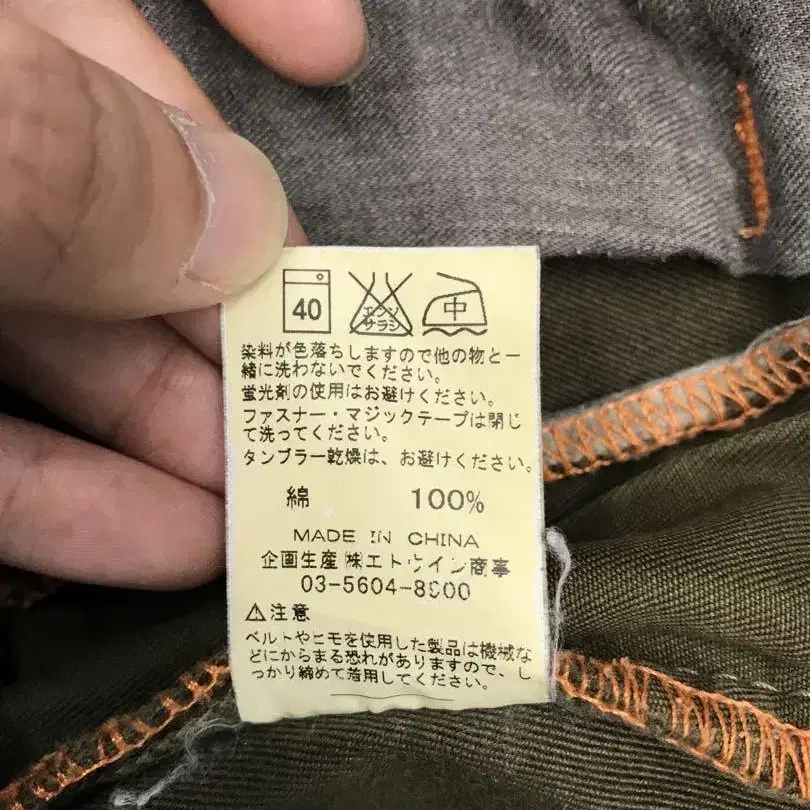 40
エンソ
サラシ
中
染料が色落ちしますので他の物と一
緒に洗わないでください。
蛍光剤の使用はお避けください。
ファスナー・マジックテープは閉じ
て洗ってください。
タンブラー乾燥は、お避けください。
綿 100%
MADE IN CHINA
企画生産㈱エトウイン商事
03-5604-8900
⚠注意
ベルトやヒモを使用した製品は機械な
どにからまる恐れがありますので、し
っかり締めて着用してください。